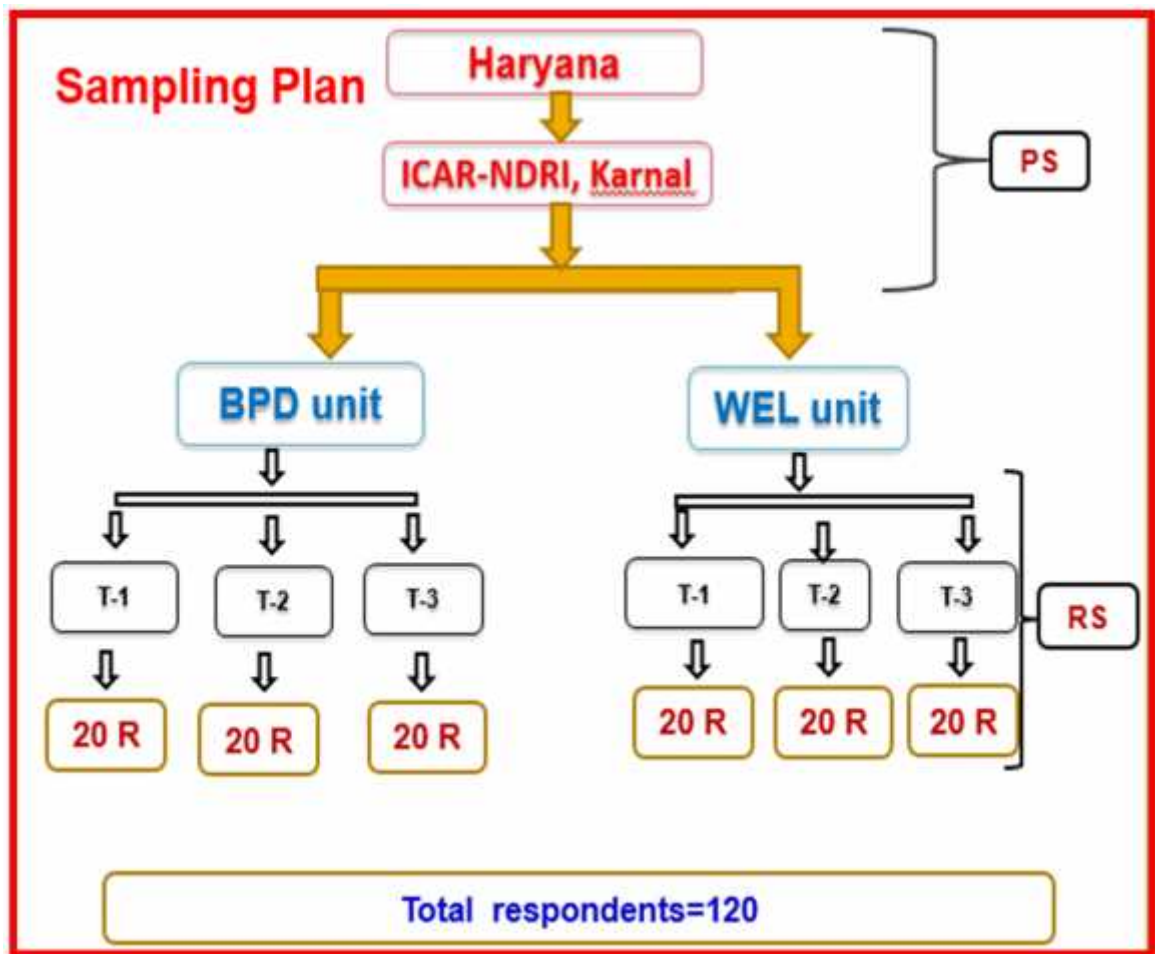 Sampling Plan
Haryana
ICAR-NDRI, Karnal
PS
BPD unit
WEL unit
T-1
T-2
T-3
T-1
T-2
T-3
RS
20 R
20 R
20 R
20 R
20 R
20 R
Total respondents=120